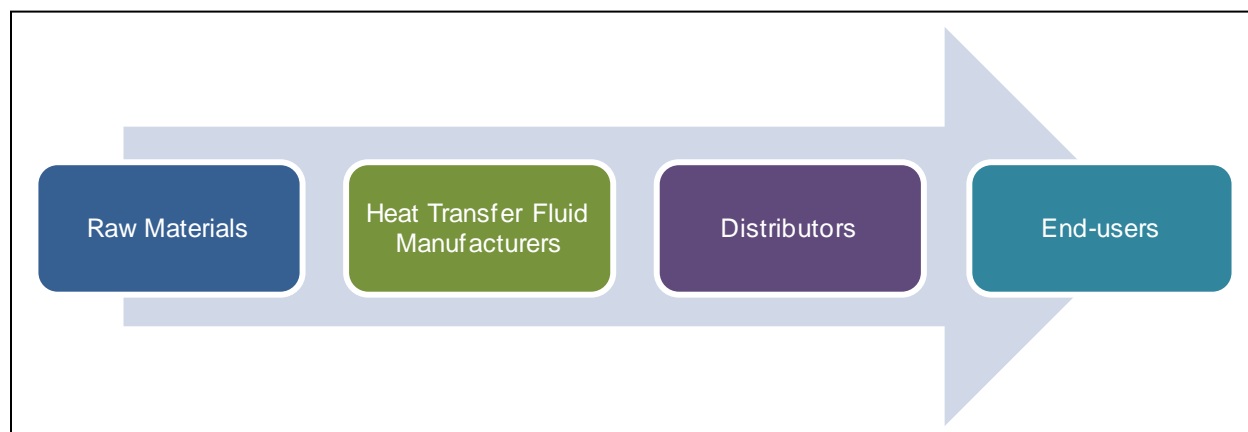 Raw Materials
Heat Transfer Fluid
Manufacturers
Distributors
End-users